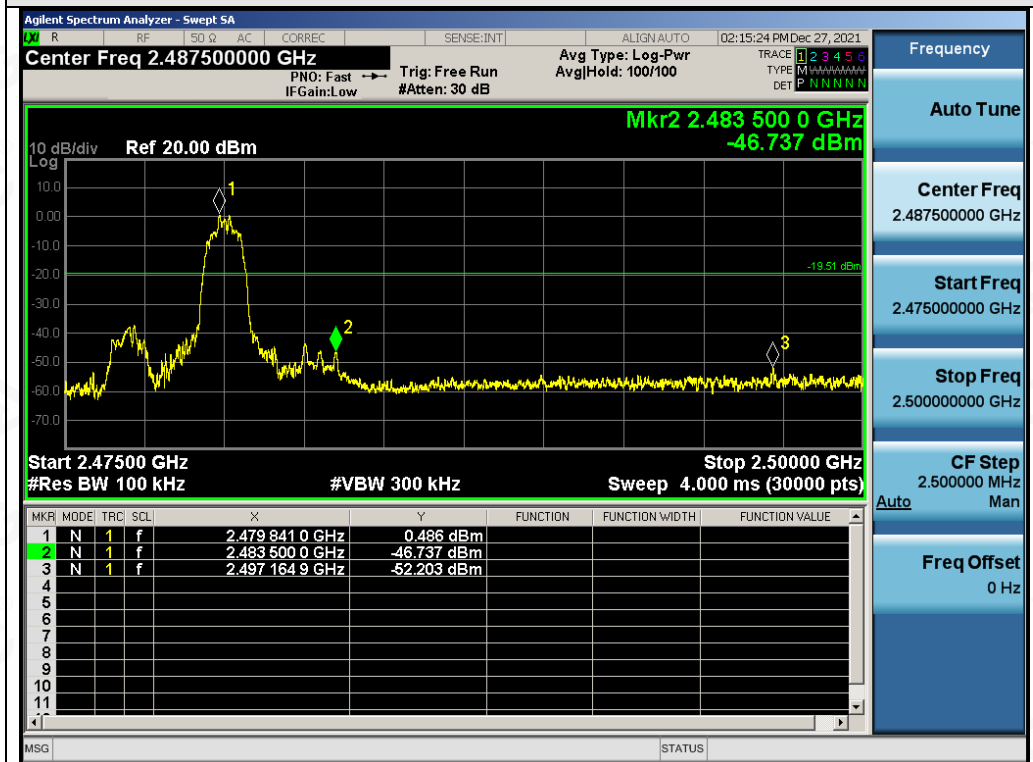 Agilent Spectrum Analyzer - Swept SA
LXI R RF 50 Ω AC CORREC SENSE:INT ALIGN AUTO 02:15:24 PM Dec 27, 2021
Center Freq 2.487500000 GHz
PNO: Fast
IFGain:Low
Trig: Free Run
#Atten: 30 dB
Avg Type: Log-Pwr
Avg|Hold: 100/100
TRACE 1 2 3 4 5 6
TYPE M
DET P N N N N N
Mkr2 2.483 500 0 GHz
-46.737 dBm
10 dB/div Ref 20.00 dBm
Log
10.0
0.00
-10.0
-20.0
-30.0
-40.0
-50.0
-60.0
-70.0
1
-19.51 dBm
2
3
Start 2.47500 GHz Stop 2.50000 GHz
#Res BW 100 kHz #VBW 300 kHz Sweep 4.000 ms (30000 pts)
MKR MODE TRC SCL X Y FUNCTION FUNCTION WIDTH FUNCTION VALUE
1 N 1 f 2.479 841 0 GHz 0.486 dBm
2 N 1 f 2.483 500 0 GHz -46.737 dBm
3 N 1 f 2.497 164 9 GHz -52.203 dBm
4
5
6
7
8
9
10
11
MSG STATUS
Frequency
Auto Tune
Center Freq
2.487500000 GHz
Start Freq
2.475000000 GHz
Stop Freq
2.500000000 GHz
CF Step
2.500000 MHz
Auto Man
Freq Offset
0 Hz